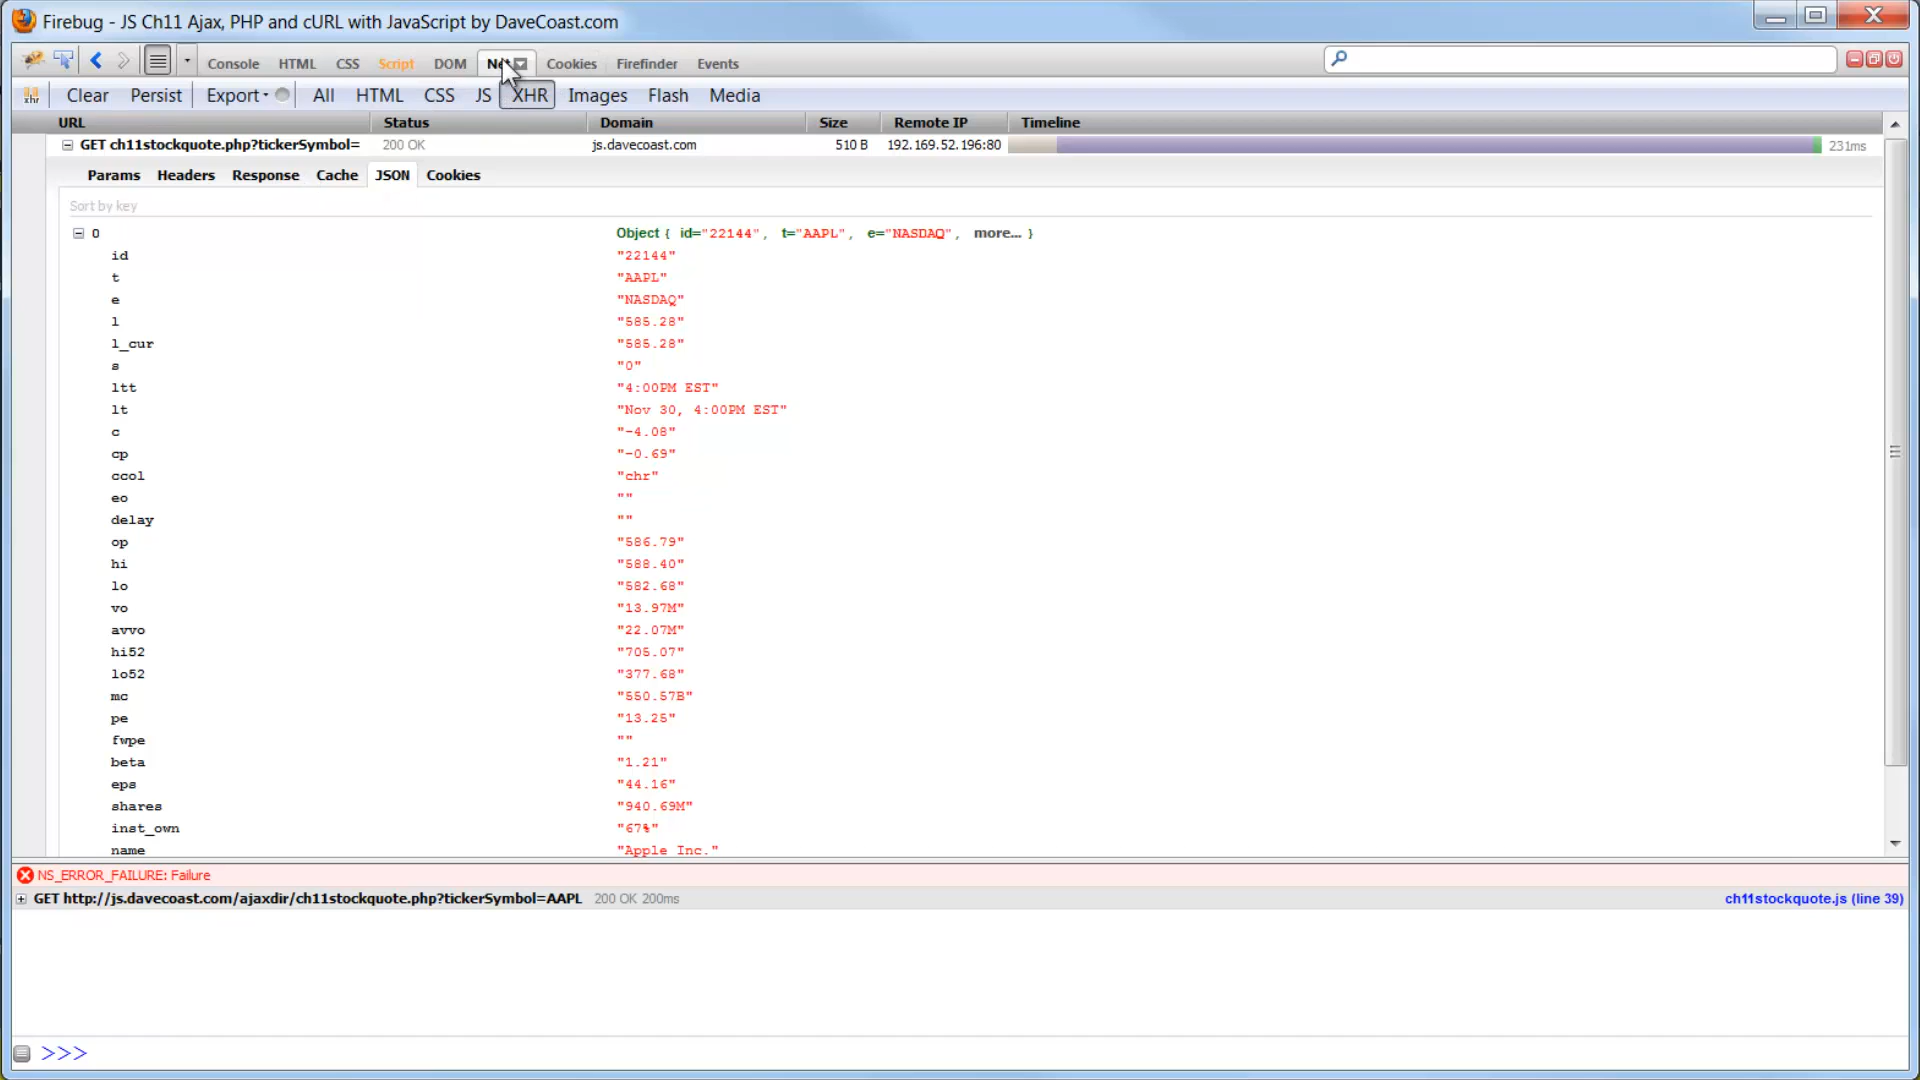 Firebug - JS Ch11 Ajax, PHP and cURL with JavaScript by DaveCoast.com
Console HTML CSS Script DOM Cookies Firefinder Events
xhr Clear Persist Export All HTML CSS JS XHR Images Flash Media
URL Status Domain Size Remote IP Timeline
GET ch11stockquote.php?tickerSymbol= 200 OK js.davecoast.com 510 B 192.169.52.196:80 231ms
Params Headers Response Cache JSON Cookies
Sort by key
0 Object { id="22144", t="AAPL", e="NASDAQ", more... }
id "22144"
t "AAPL"
e "NASDAQ"
l "585.28"
l_cur "585.28"
s "0"
ltt "4:00PM EST"
lt "Nov 30, 4:00PM EST"
c "-4.08"
cp "-0.69"
ccol "chr"
eo ""
delay ""
op "586.79"
hi "588.40"
lo "582.68"
vo "13.97M"
avvo "22.07M"
hi52 "705.07"
lo52 "377.68"
mc "550.57B"
pe "13.25"
fwpe ""
beta "1.21"
eps "44.16"
shares "940.69M"
inst_own "67%"
name "Apple Inc."
NS_ERROR_FAILURE: Failure
GET http://js.davecoast.com/ajaxdir/ch11stockquote.php?tickerSymbol=AAPL 200 OK 200ms ch11stockquote.js (line 39)
>>>